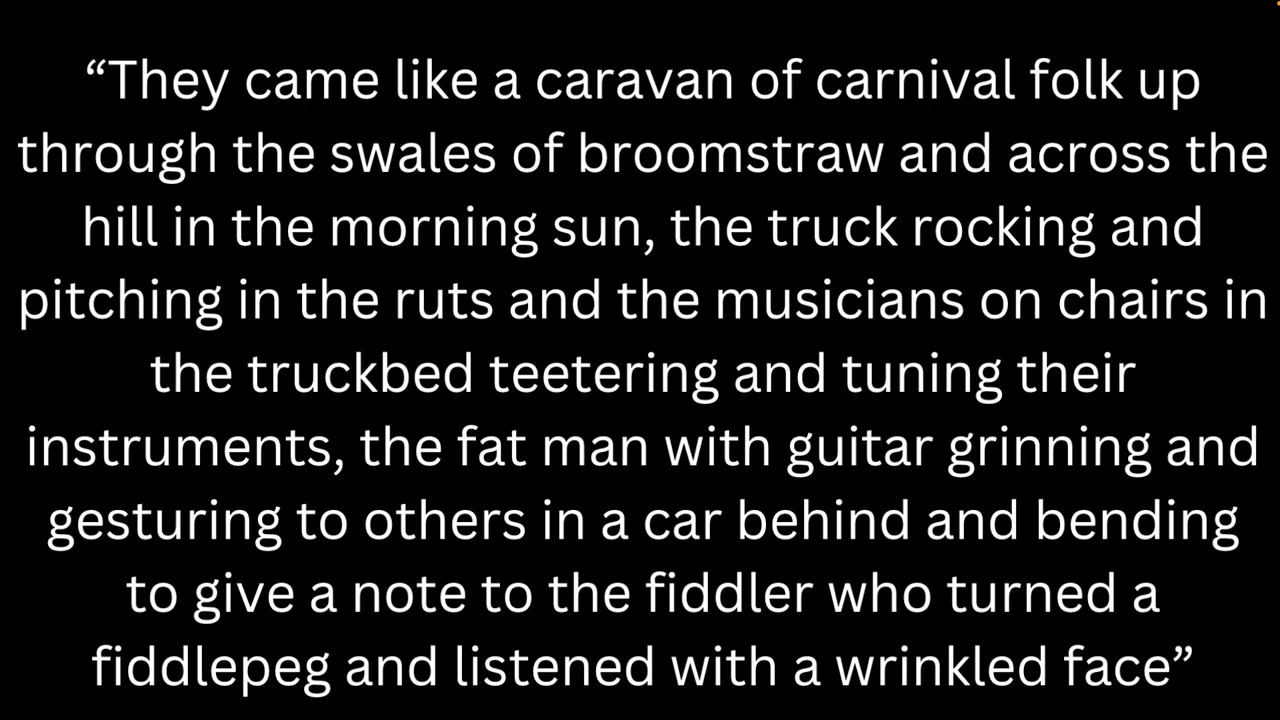 “They came like a caravan of carnival folk up
through the swales of broomstraw and across the
hill in the morning sun, the truck rocking and
pitching in the ruts and the musicians on chairs in
the truckbed teetering and tuning their
instruments, the fat man with guitar grinning and
gesturing to others in a car behind and bending
to give a note to the fiddler who turned a
fiddlepeg and listened with a wrinkled face”